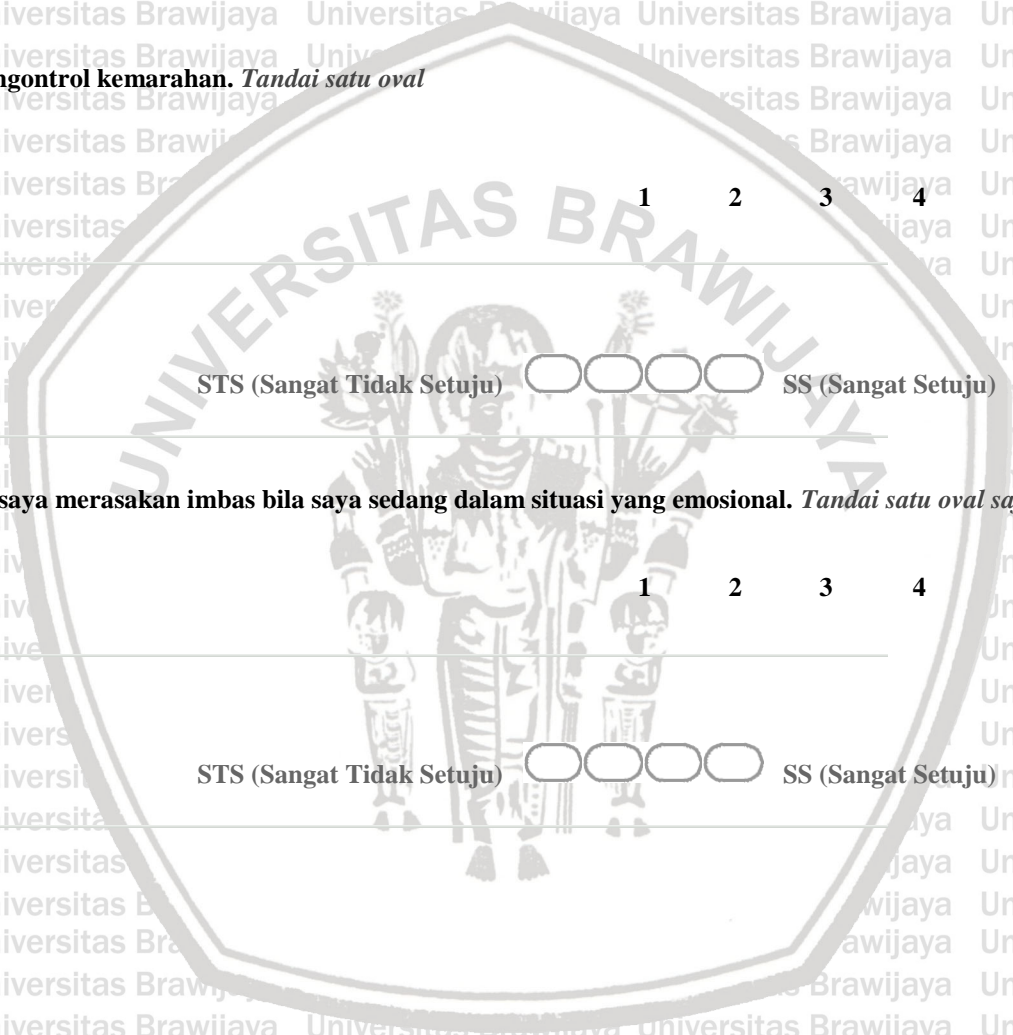 ngontrol kemarahan. Tandai satu oval
1 2 3 4
STS (Sangat Tidak Setuju) SS (Sangat Setuju)
saya merasakan imbas bila saya sedang dalam situasi yang emosional. Tandai satu oval sa
1 2 3 4
STS (Sangat Tidak Setuju) SS (Sangat Setuju)
UNIVERSITAS BRAWIJAYA
Universitas Brawijaya